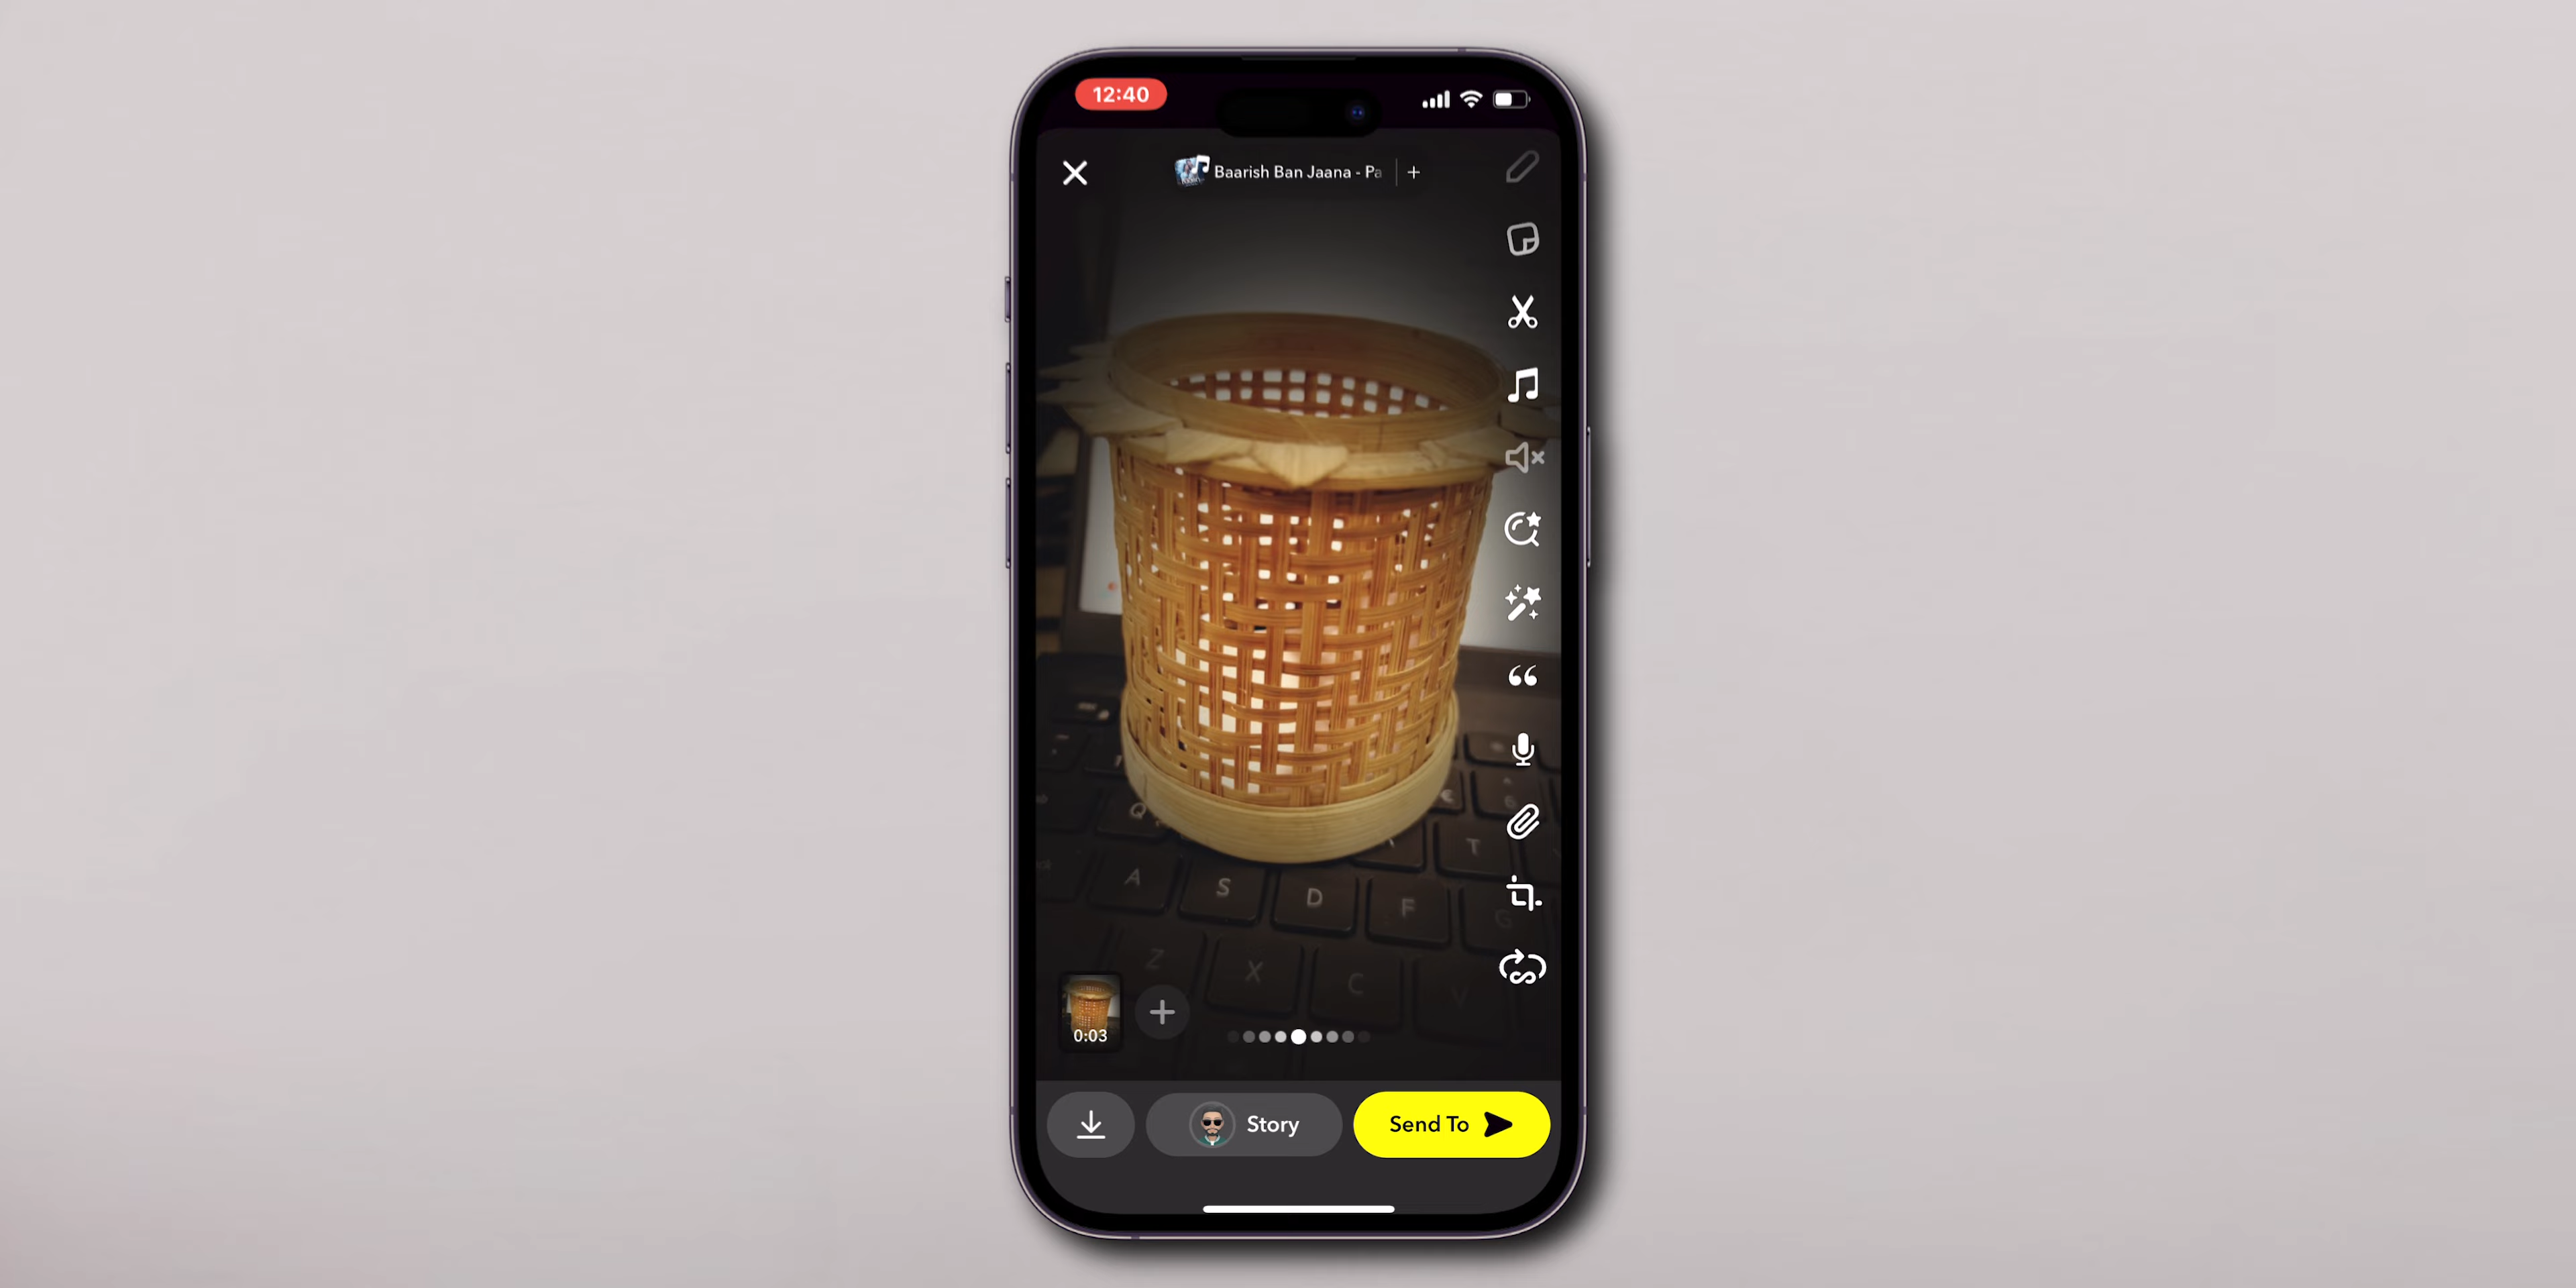 12:40
Baarish Ban Jaana - Pa
Q
T
A
S
D
F
G
Z
X
C
V
0:03
Story
Send To